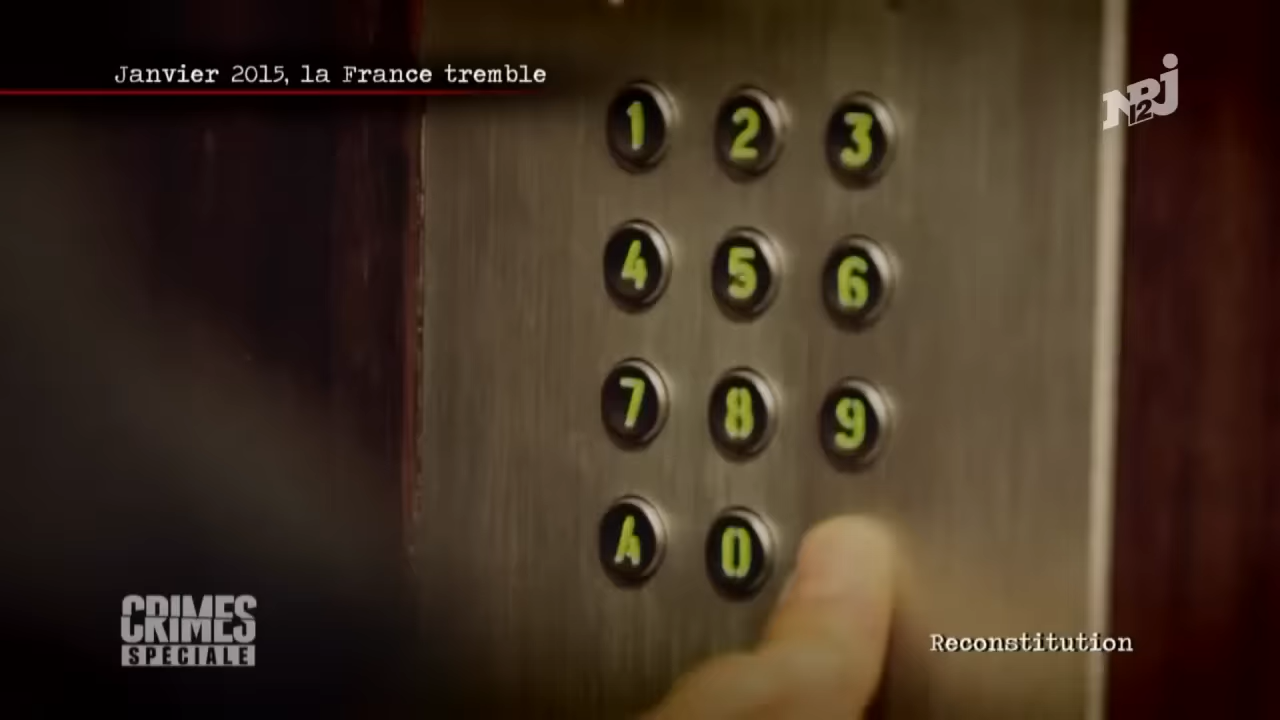 Janvier 2015, la France tremble
NRJ
12
1 2 3
4 5 6
7 8 9
A 0
CRIMES
SPECIALE
Reconstitution